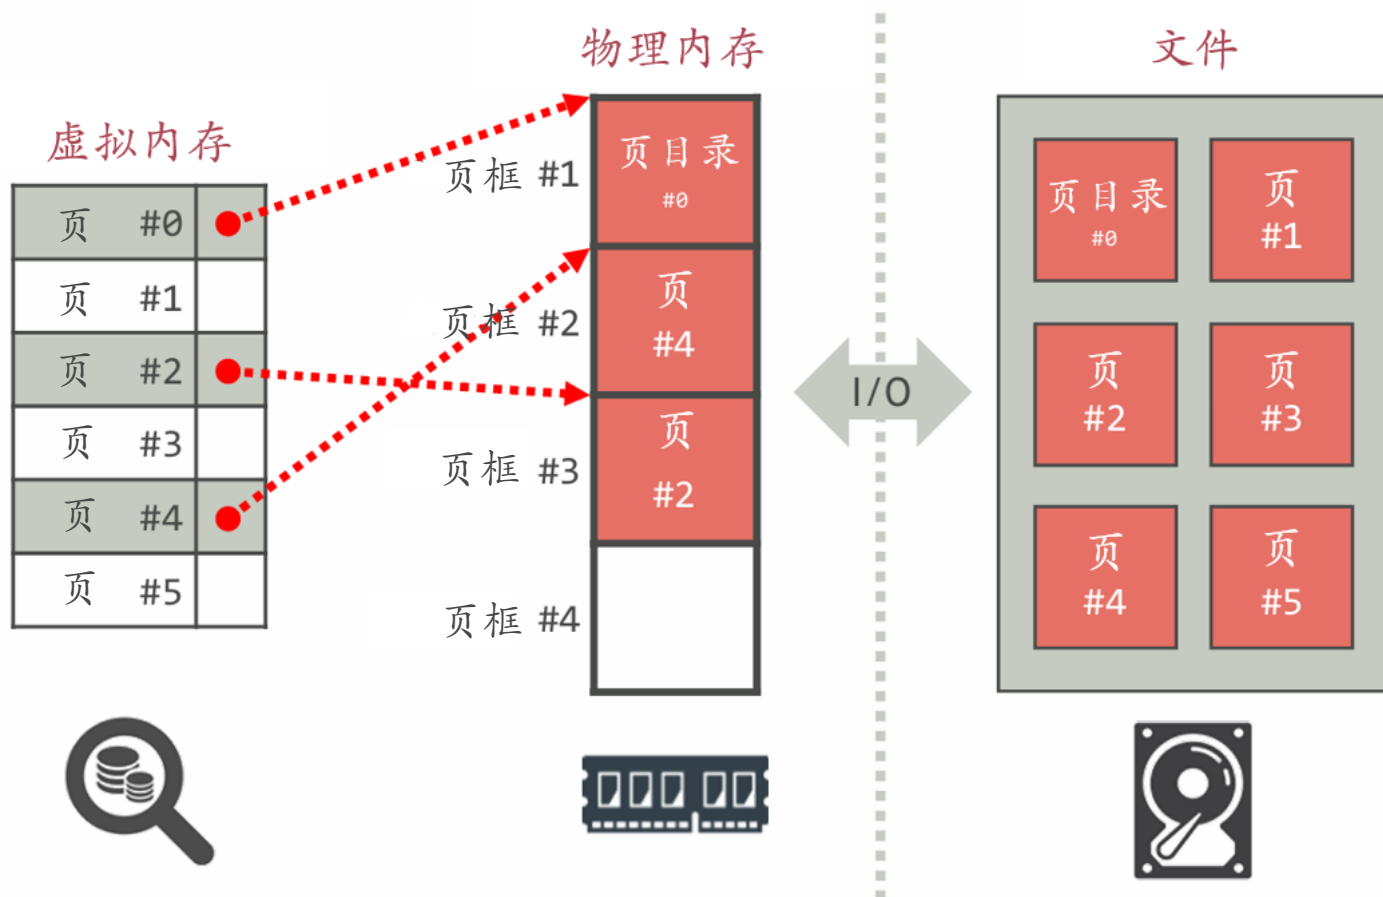 虚拟内存
页 #0
页 #1
页 #2
页 #3
页 #4
页 #5
物理内存
页框 #1
页目录
#0
页框 #2
页
#4
页框 #3
页
#2
页框 #4
I/O
文件
页目录
#0
页
#1
页
#2
页
#3
页
#4
页
#5